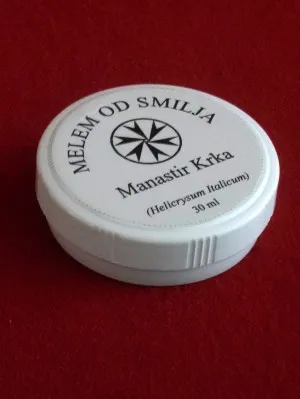 MELEM OD SMILJA
Manastir Krka
(Helicrysum Italicum)
30 ml